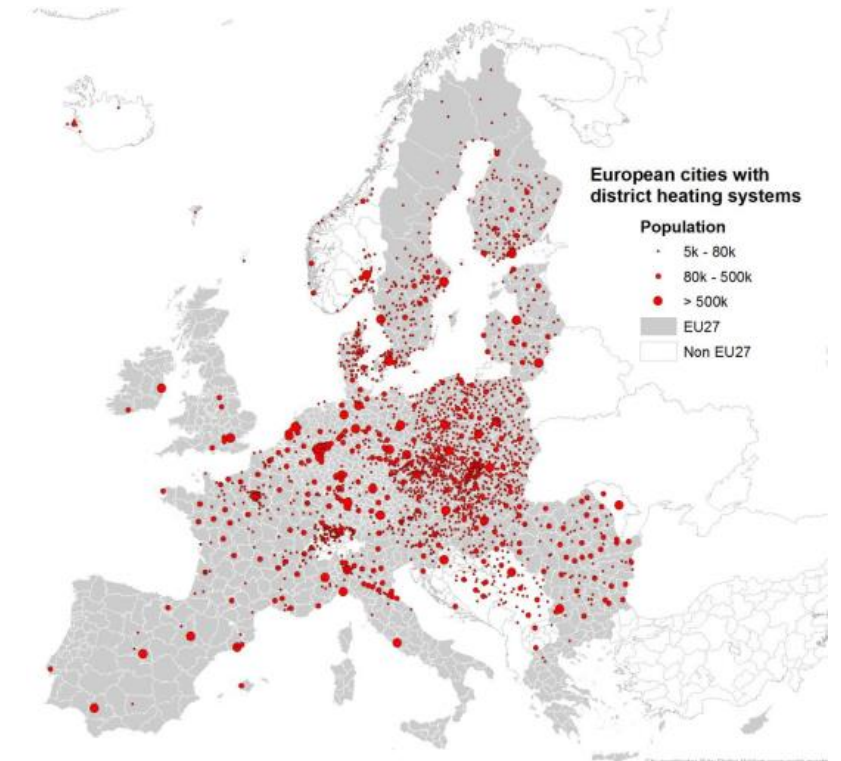 European cities with
district heating systems
Population
5k - 80k
80k - 500k
> 500k
EU27
Non EU27